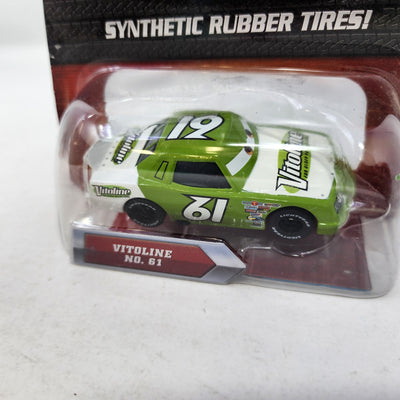 SYNTHETIC RUBBER TIRES!
61
Vitoline
Vitoline
61
VITOLINE
NO. 61